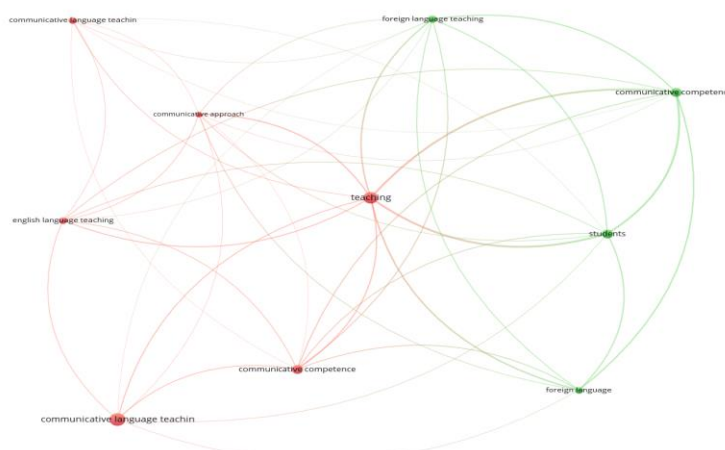 communicative language teachin
foreign language teaching
communicative competenc
communicative approach
teaching
english language teaching
students
communicative competence
foreign language
communicative language teachin